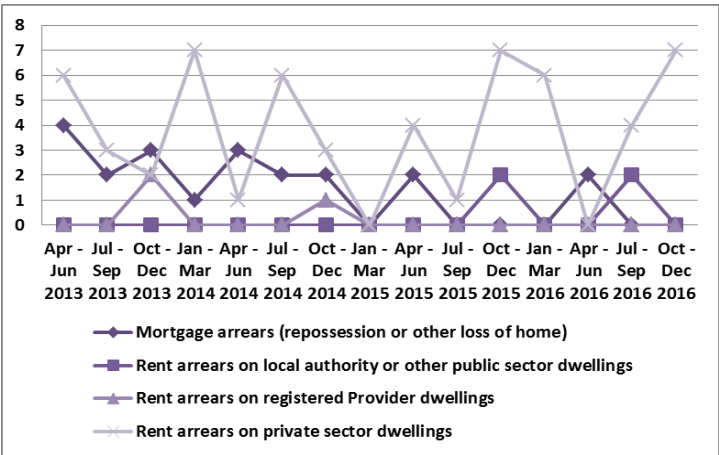 8
7
6
5
4
3
2
1
0
Apr - Jul - Oct - Jan - Apr - Jul - Oct - Jan - Apr - Jul - Oct - Jan - Apr - Jul - Oct -
Jun Sep Dec Mar Jun Sep Dec Mar Jun Sep Dec Mar Jun Sep Dec
2013 2013 2013 2014 2014 2014 2014 2015 2015 2015 2015 2016 2016 2016 2016
Mortgage arrears (repossession or other loss of home)
Rent arrears on local authority or other public sector dwellings
Rent arrears on registered Provider dwellings
Rent arrears on private sector dwellings